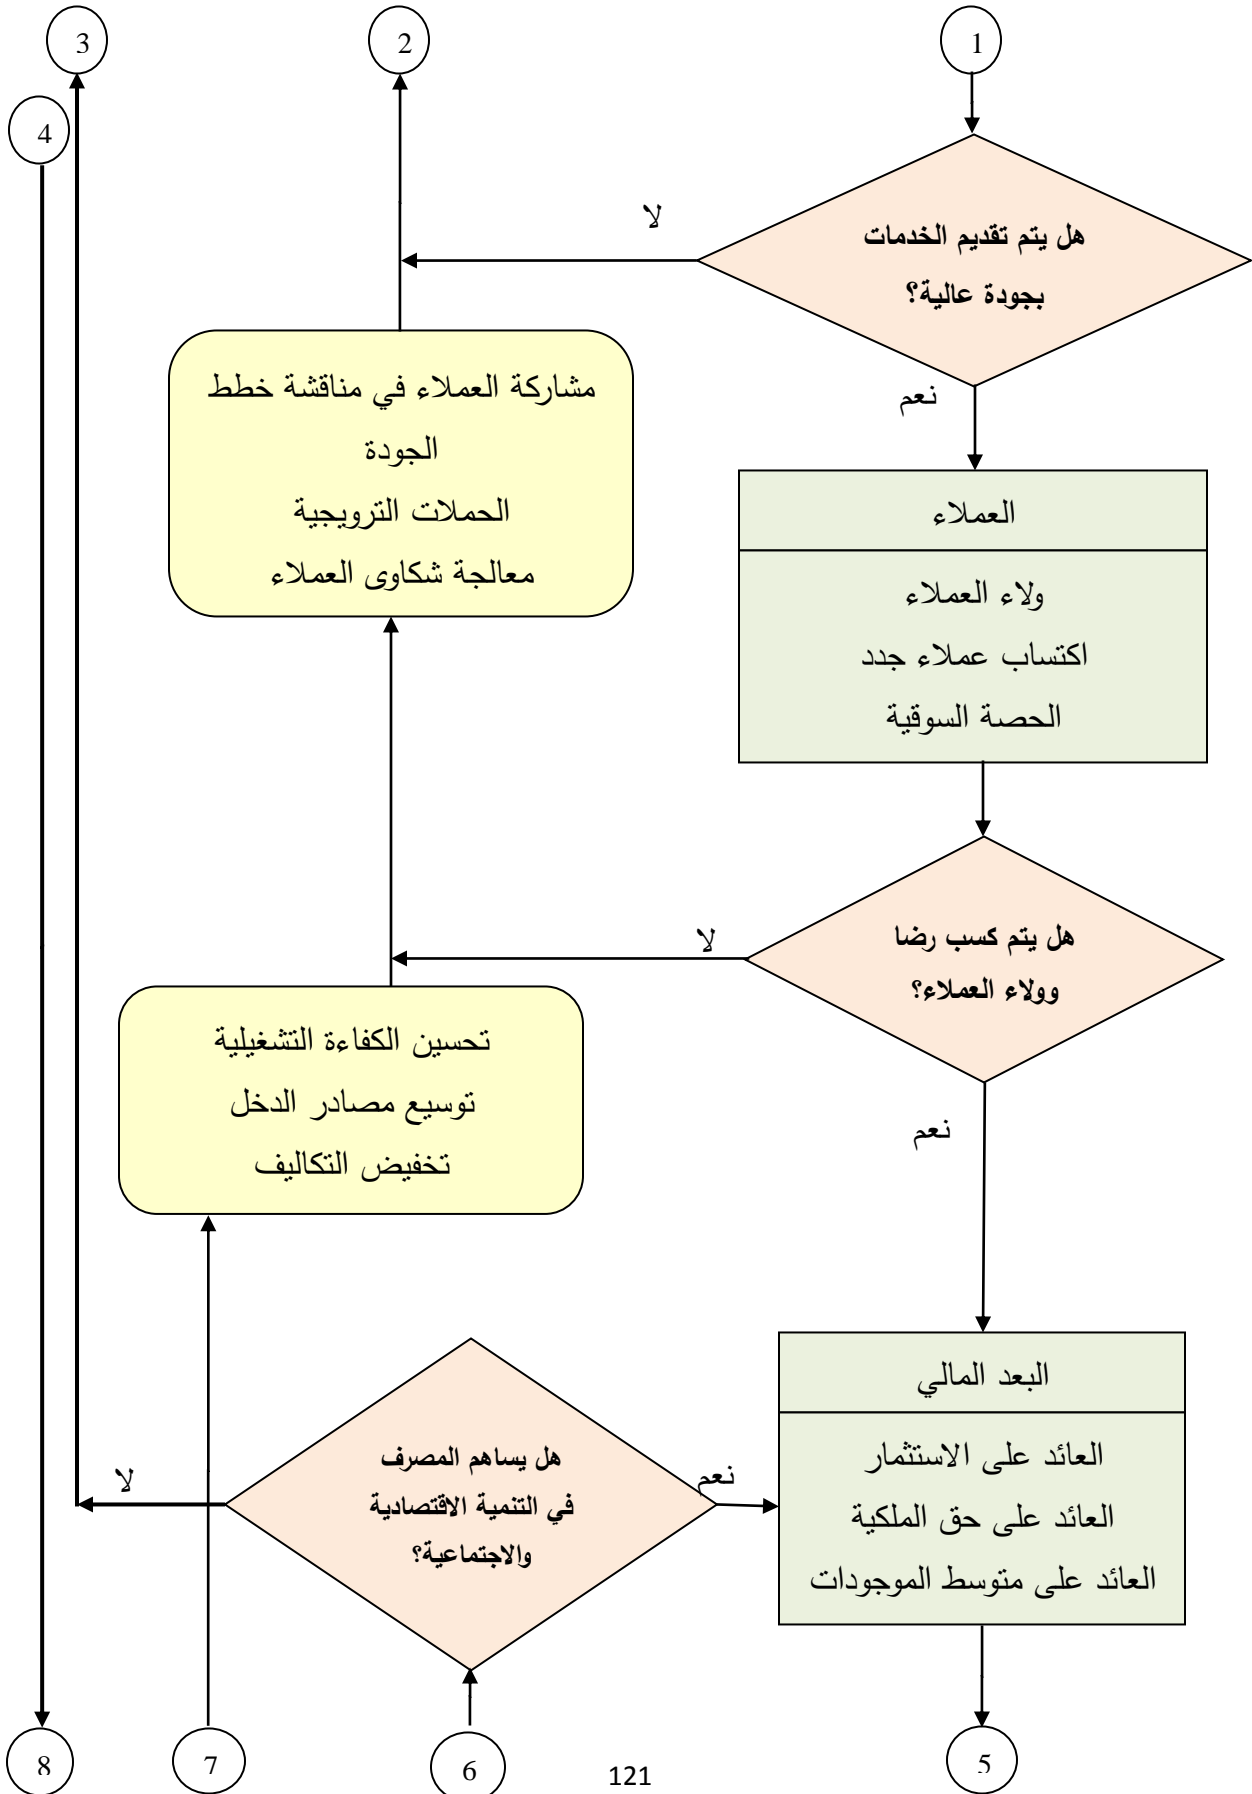 1
2
3
4
هل يتم تقديم الخدمات
بجودة عالية؟
لا
نعم
مشاركة العملاء في مناقشة خطط
الجودة
الحملات الترويجية
معالجة شكاوى العملاء
العملاء
ولاء العملاء
اكتساب عملاء جدد
الحصة السوقية
هل يتم كسب رضا
وولاء العملاء؟
لا
نعم
تحسين الكفاءة التشغيلية
توسيع مصادر الدخل
تخفيض التكاليف
البعد المالي
العائد على الاستثمار
العائد على حق الملكية
العائد على متوسط الموجودات
هل يساهم المصرف
في التنمية الاقتصادية
والاجتماعية؟
نعم
لا
5
6
7
8
121